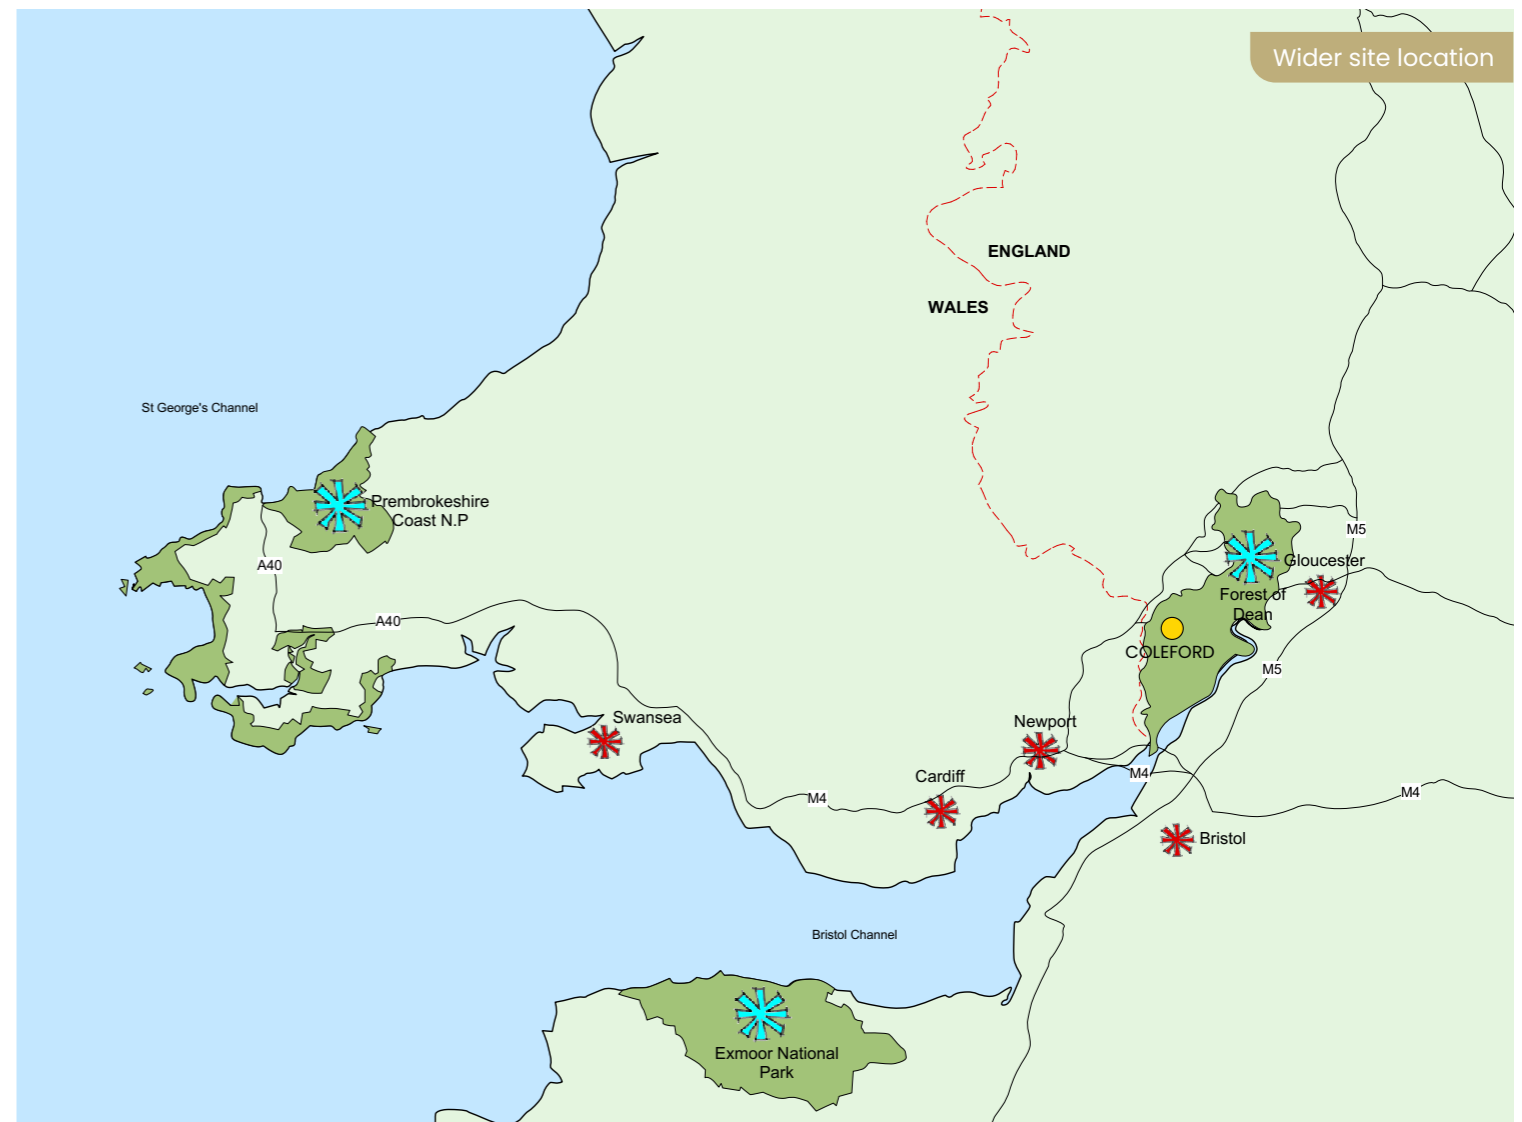 Wider site location
ENGLAND
WALES
St George's Channel
Prembrokeshire
Coast N.P
M5
Gloucester
A40
Forest of
Dean
A40
COLEFORD
M5
Swansea
Newport
M4
Cardiff
M4
M4
Bristol
Bristol Channel
Exmoor National
Park